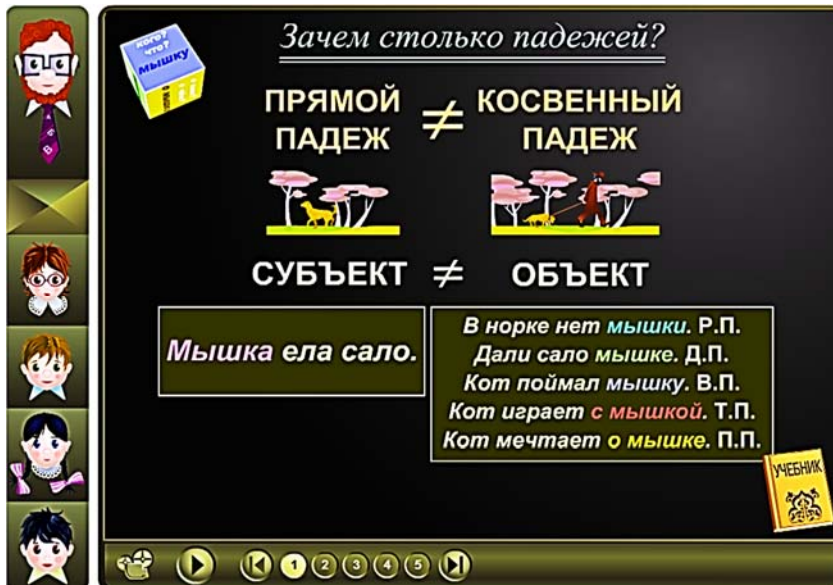 Зачем столько падежей?
кого?
что?
мышку
ПРЯМОЙ ПАДЕЖ ≠ КОСВЕННЫЙ ПАДЕЖ
СУБЪЕКТ ≠ ОБЪЕКТ
Мышка ела сало.
В норке нет мышки. Р.П.
Дали сало мышке. Д.П.
Кот поймал мышку. В.П.
Кот играет с мышкой. Т.П.
Кот мечтает о мышке. П.П.
УЧЕБНИК
1 2 3 4 5